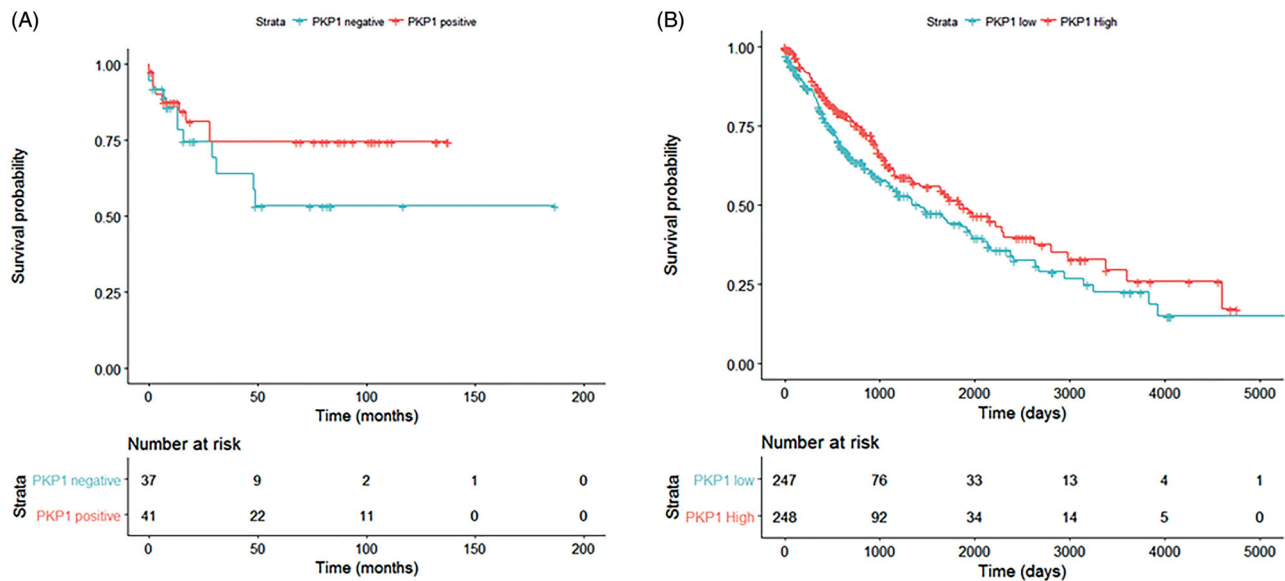 (A)
Strata PKP1 negative PKP1 positive
1.00
0.75
0.50
0.25
0.00
Survival probability
0 50 100 150 200
Time (months)
Number at risk
Strata
PKP1 negative 37 9 2 1 0
PKP1 positive 41 22 11 0 0
0 50 100 150 200
Time (months)
(B)
Strata PKP1 low PKP1 High
1.00
0.75
0.50
0.25
0.00
Survival probability
0 1000 2000 3000 4000 5000
Time (days)
Number at risk
Strata
PKP1 low 247 76 33 13 4 1
PKP1 High 248 92 34 14 5 0
0 1000 2000 3000 4000 5000
Time (days)